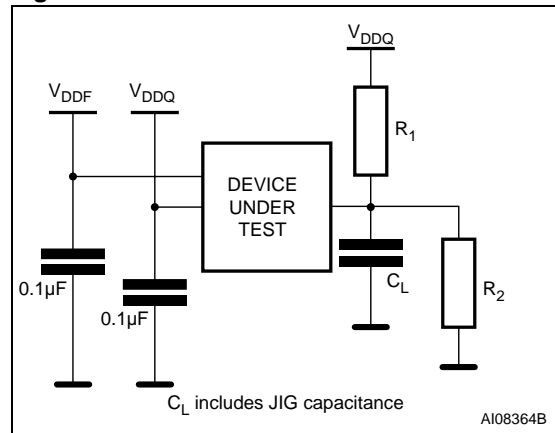 V_DDQ
V_DDF
V_DDQ
R_1
DEVICE
UNDER
TEST
C_L
R_2
0.1µF
0.1µF
C_L includes JIG capacitance
AI08364B